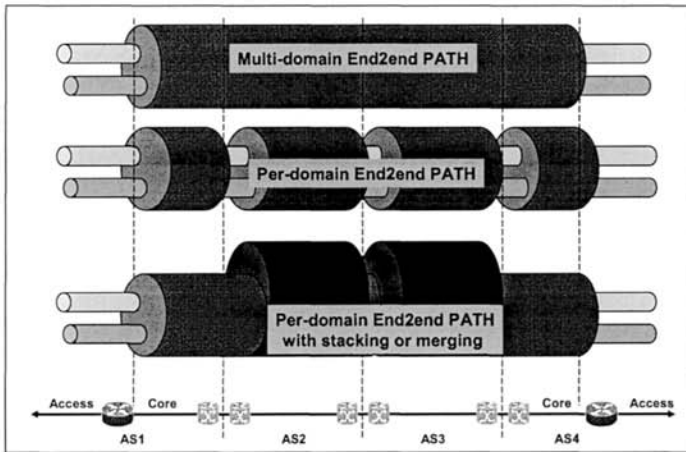 Multi-domain End2end PATH
Per-domain End2end PATH
Per-domain End2end PATH
with stacking or merging
Access Core Core Access
AS1 AS2 AS3 AS4